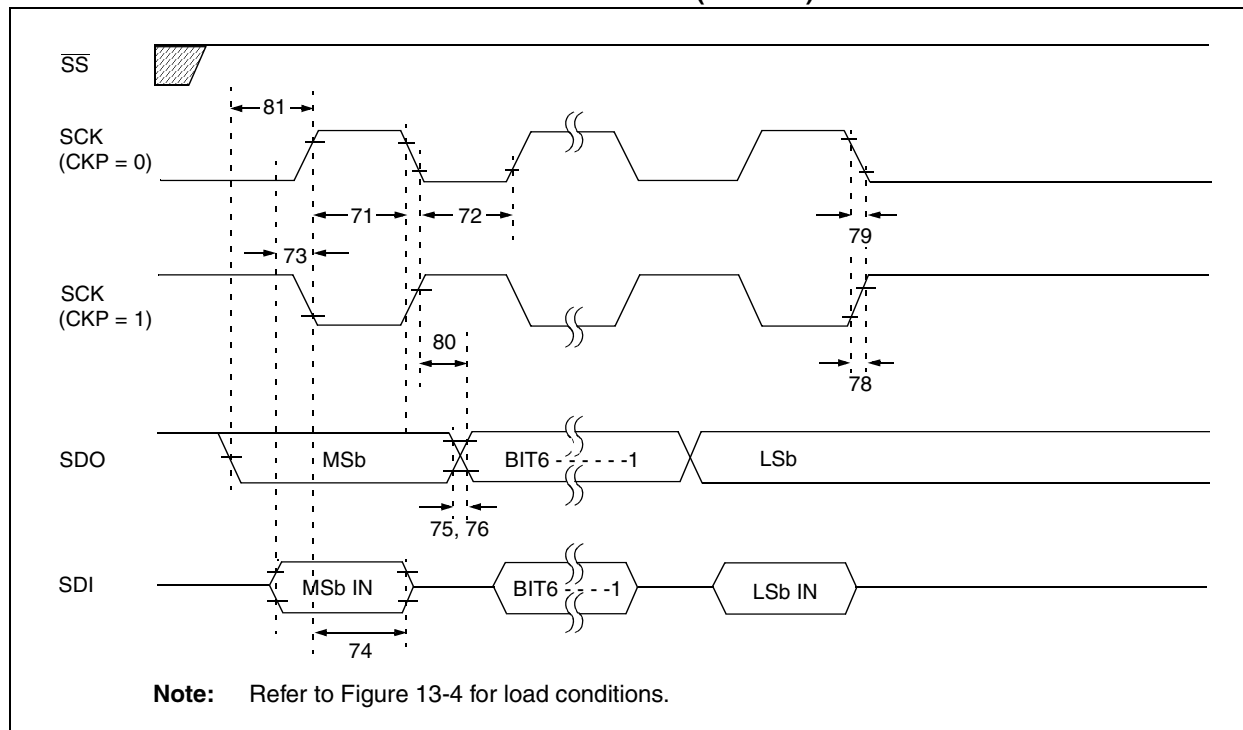 SS
81
SCK
(CKP = 0)
71
72
79
73
SCK
(CKP = 1)
80
78
SDO
MSb
BIT6 - - - - - -1
LSb
75, 76
SDI
MSb IN
BIT6 - - - -1
LSb IN
74
Note: Refer to Figure 13-4 for load conditions.